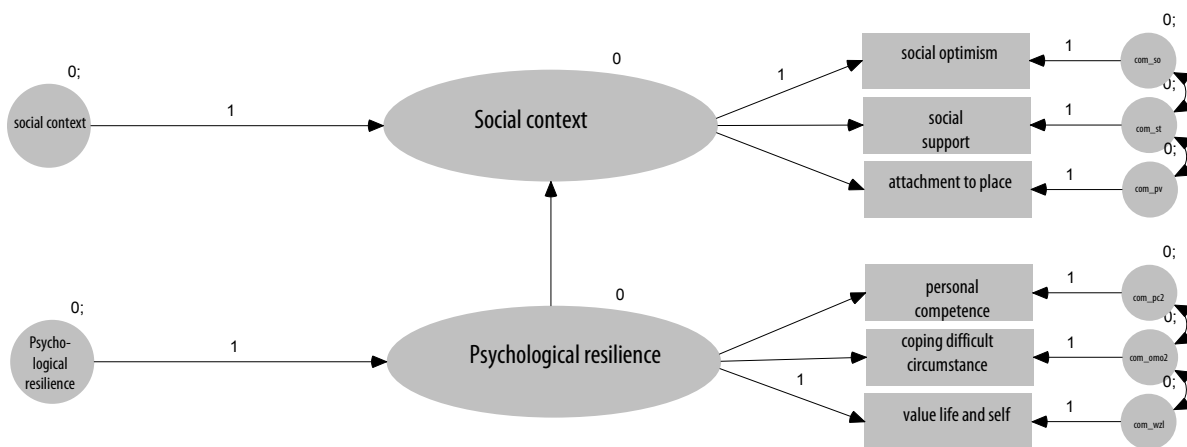 0;
0;
0
social optimism
1
com_so
1
1
social context
Social context
0;
social
support
1
com_st
0;
attachment to place
1
com_pv
0;
0;
0
personal
competence
1
com_pc2
0;
Psycho-
logical
resilience
1
Psychological resilience
coping difficult
circumstance
1
com_omo2
1
0;
value life and self
1
com_wzl